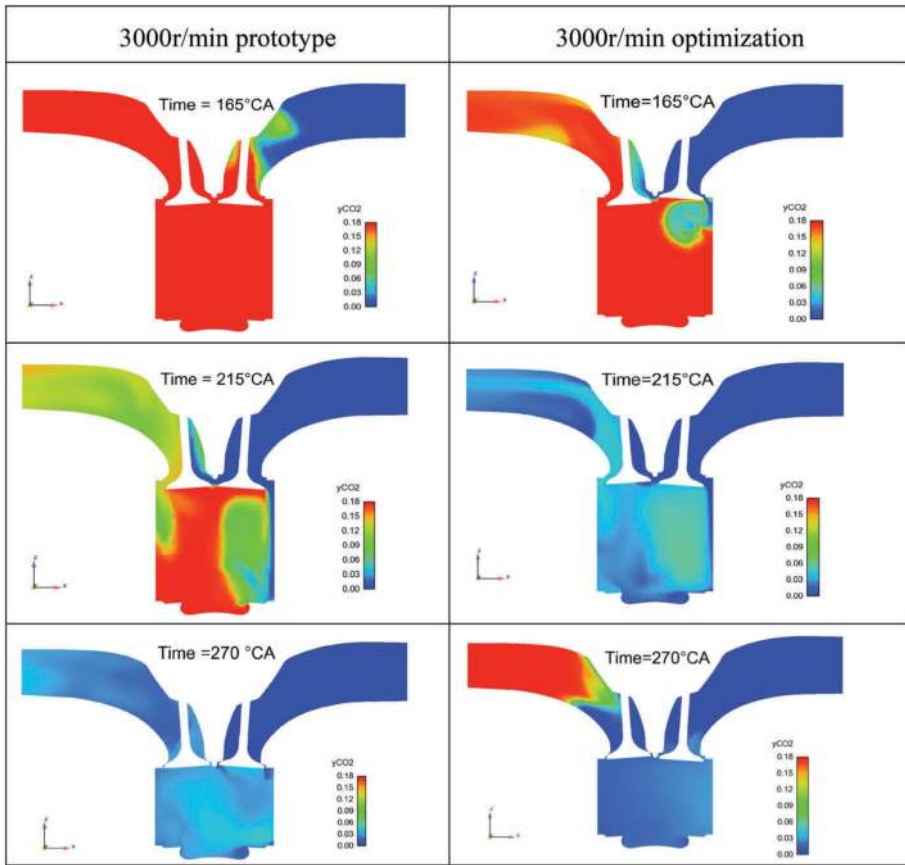 3000r/min prototype
3000r/min optimization
Time = 165°CA
yCO2
0.18
0.15
0.12
0.09
0.06
0.03
0.00
z
x
Time=165°CA
yCO2
0.18
0.15
0.12
0.09
0.06
0.03
0.00
z
x
Time = 215°CA
yCO2
0.18
0.15
0.12
0.09
0.06
0.03
0.00
z
x
Time=215°CA
yCO2
0.18
0.15
0.12
0.09
0.06
0.03
0.00
z
x
Time =270 °CA
yCO2
0.18
0.15
0.12
0.09
0.06
0.03
0.00
z
x
Time=270°CA
yCO2
0.18
0.15
0.12
0.09
0.06
0.03
0.00
z
x